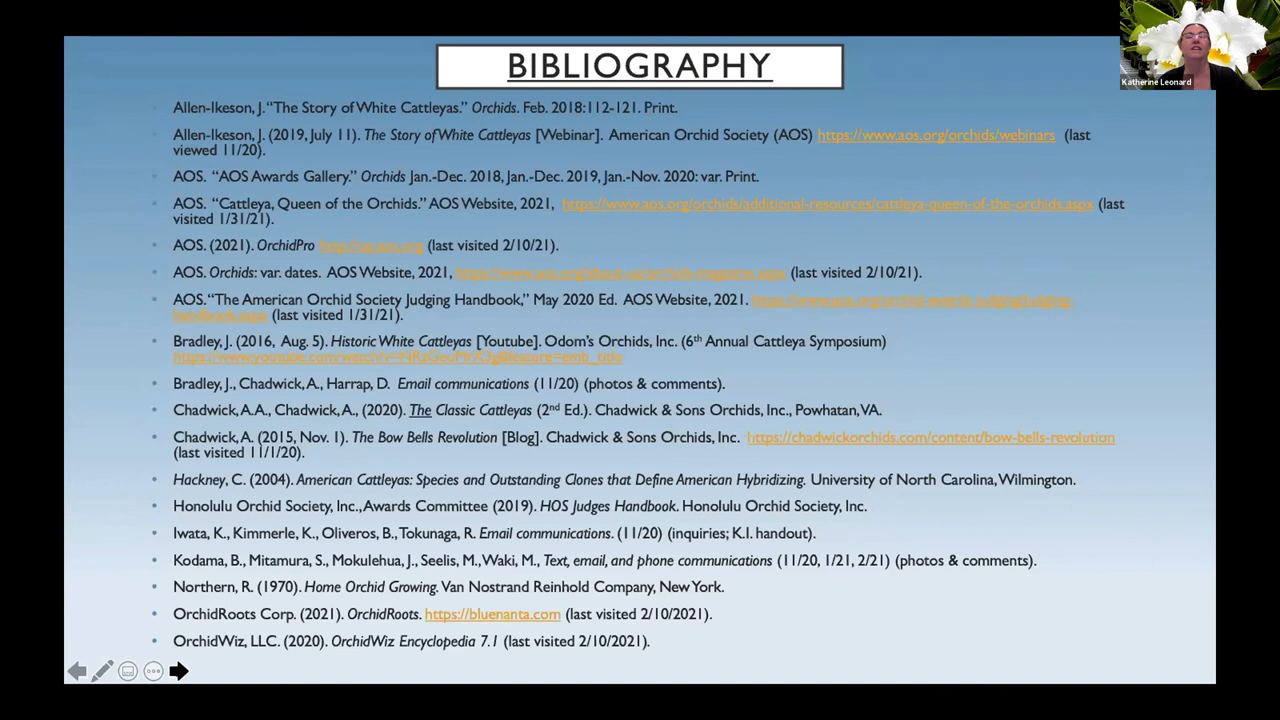 BIBLIOGRAPHY
Katherine Leonard
Allen-Ikeson, J. “The Story of White Cattleyas.” Orchids. Feb. 2018:112-121. Print.
Allen-Ikeson, J. (2019, July 11). The Story of White Cattleyas [Webinar]. American Orchid Society (AOS) https://www.aos.org/orchids/webinars (last
viewed 11/20).
AOS. “AOS Awards Gallery.” Orchids Jan.-Dec. 2018, Jan.-Dec. 2019, Jan.-Nov. 2020: var. Print.
AOS. “Cattleya, Queen of the Orchids.” AOS Website, 2021, https://www.aos.org/orchids/additional-resources/cattleya-queen-of-the-orchids.aspx (last
visited 1/31/21).
AOS. (2021). OrchidPro (last visited 2/10/21).
AOS. Orchids: var. dates. AOS Website, 2021, (last visited 2/10/21).
AOS. “The American Orchid Society Judging Handbook,” May 2020 Ed. AOS Website, 2021.
(last visited 1/31/21).
Bradley, J. (2016, Aug. 5). Historic White Cattleyas [Youtube]. Odom’s Orchids, Inc. (6th Annual Cattleya Symposium)
Bradley, J., Chadwick, A., Harrap, D. Email communications (11/20) (photos & comments).
Chadwick, A.A., Chadwick, A., (2020). The Classic Cattleyas (2nd Ed.). Chadwick & Sons Orchids, Inc., Powhatan, VA.
Chadwick, A. (2015, Nov. 1). The Bow Bells Revolution [Blog]. Chadwick & Sons Orchids, Inc. https://chadwickorchids.com/content/bow-bells-revolution
(last visited 11/1/20).
Hackney, C. (2004). American Cattleyas: Species and Outstanding Clones that Define American Hybridizing. University of North Carolina, Wilmington.
Honolulu Orchid Society, Inc., Awards Committee (2019). HOS Judges Handbook. Honolulu Orchid Society, Inc.
Iwata, K., Kimmerle, K., Oliveros, B., Tokunaga, R. Email communications. (11/20) (inquiries; K.I. handout).
Kodama, B., Mitamura, S., Mokulehua, J., Seelis, M., Waki, M., Text, email, and phone communications (11/20, 1/21, 2/21) (photos & comments).
Northern, R. (1970). Home Orchid Growing. Van Nostrand Reinhold Company, New York.
OrchidRoots Corp. (2021). OrchidRoots. https://bluenanta.com (last visited 2/10/2021).
OrchidWiz, LLC. (2020). OrchidWiz Encyclopedia 7.1 (last visited 2/10/2021).